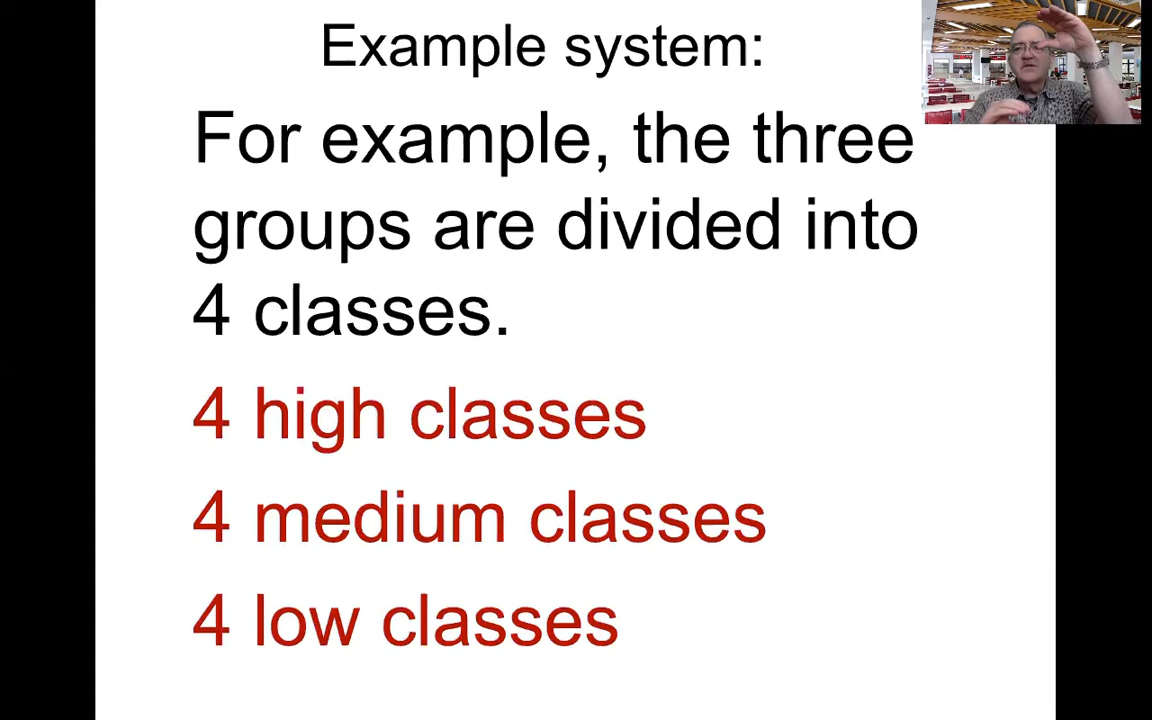 Example system:
For example, the three
groups are divided into
4 classes.
4 high classes
4 medium classes
4 low classes